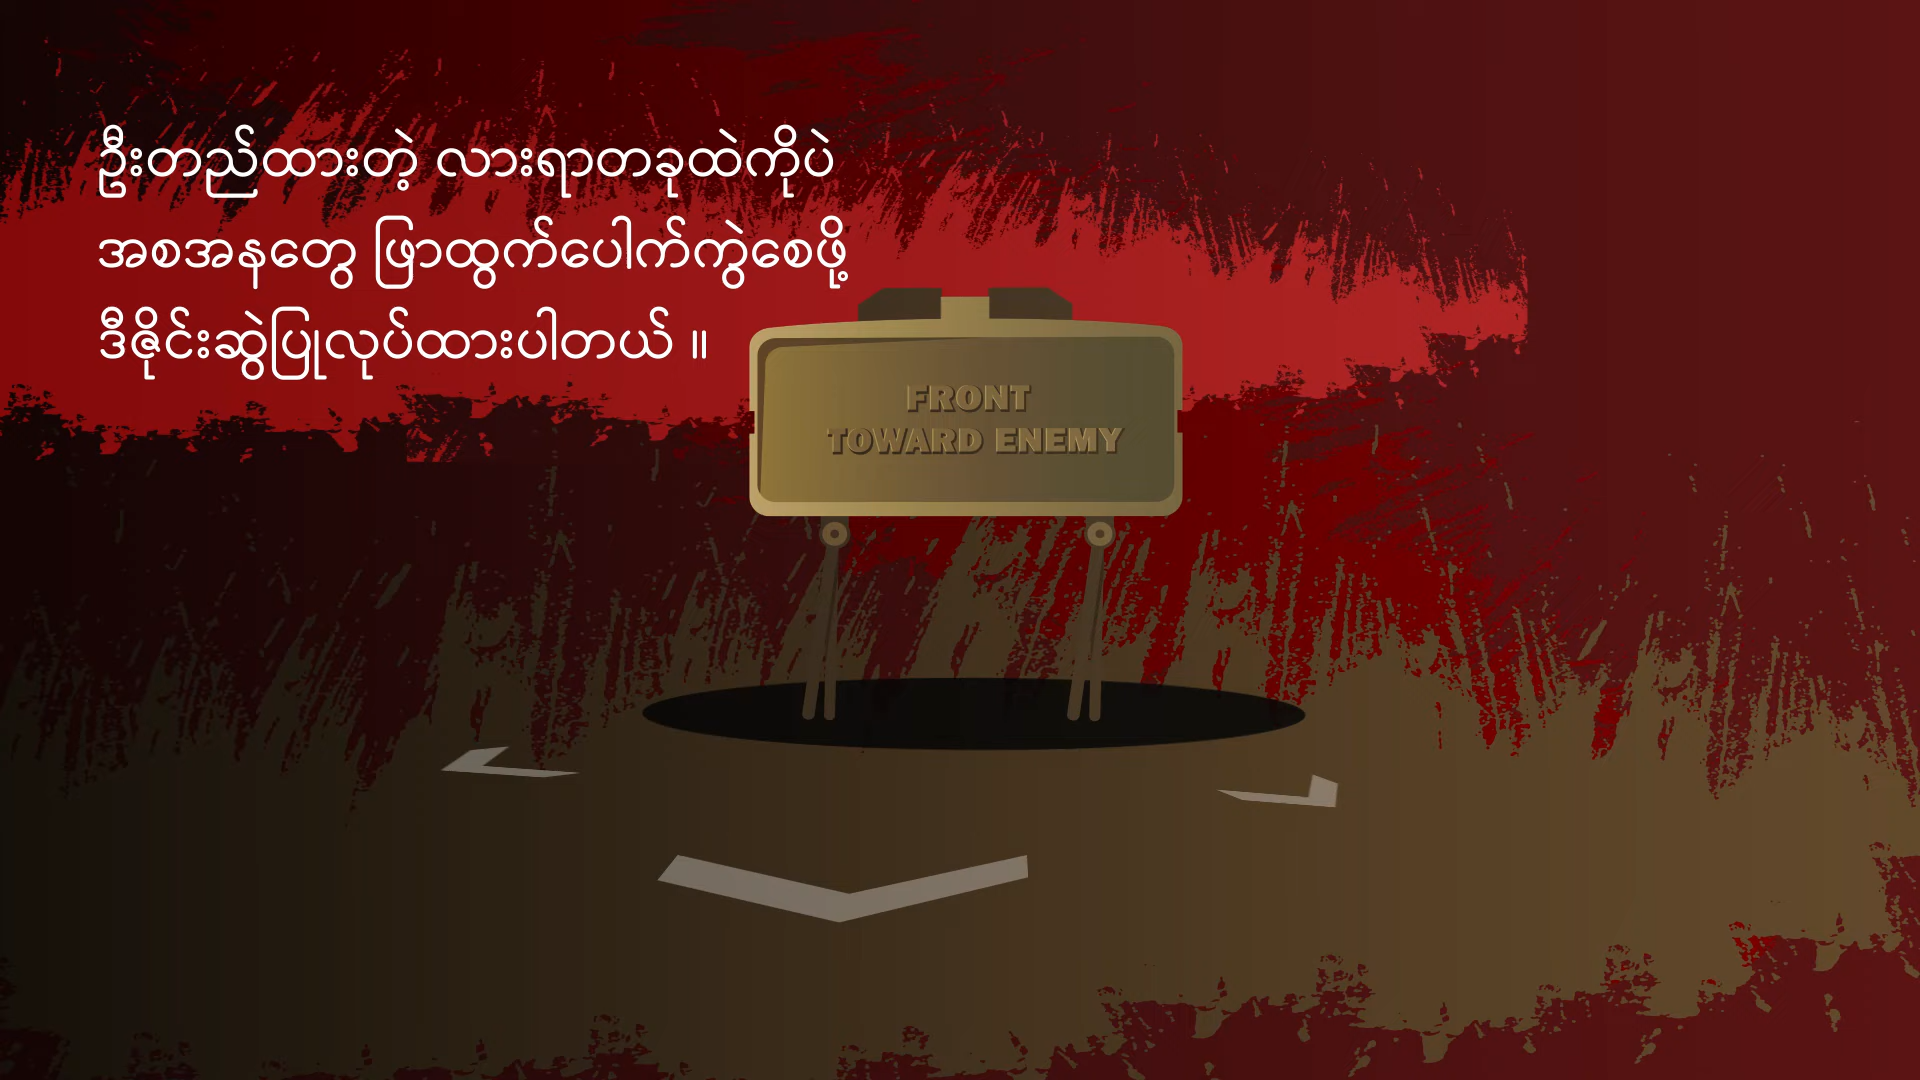 ဦးတည်ထားတဲ့ လားရာတခုထဲကိုပဲ
အစအနတွေ ဖြာထွက်ပေါက်ကွဲစေဖို့
ဒီဇိုင်းဆွဲပြုလုပ်ထားပါတယ် ။
FRONT
TOWARD ENEMY